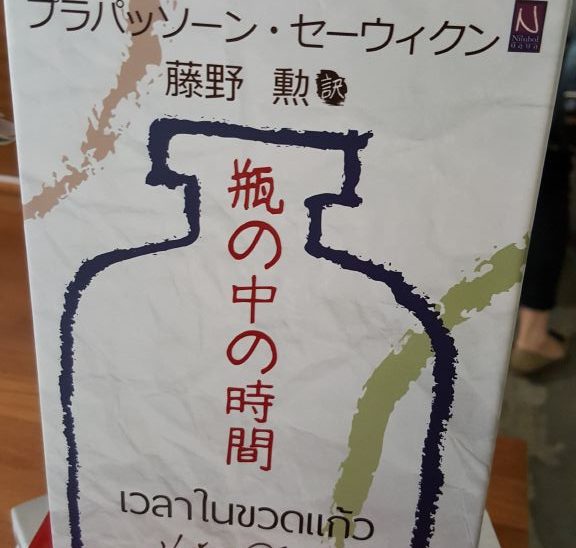 プラパッソーン・セーウィクン
藤野 勲 訳
瓶の中の時間
เวลาในขวดแก้ว